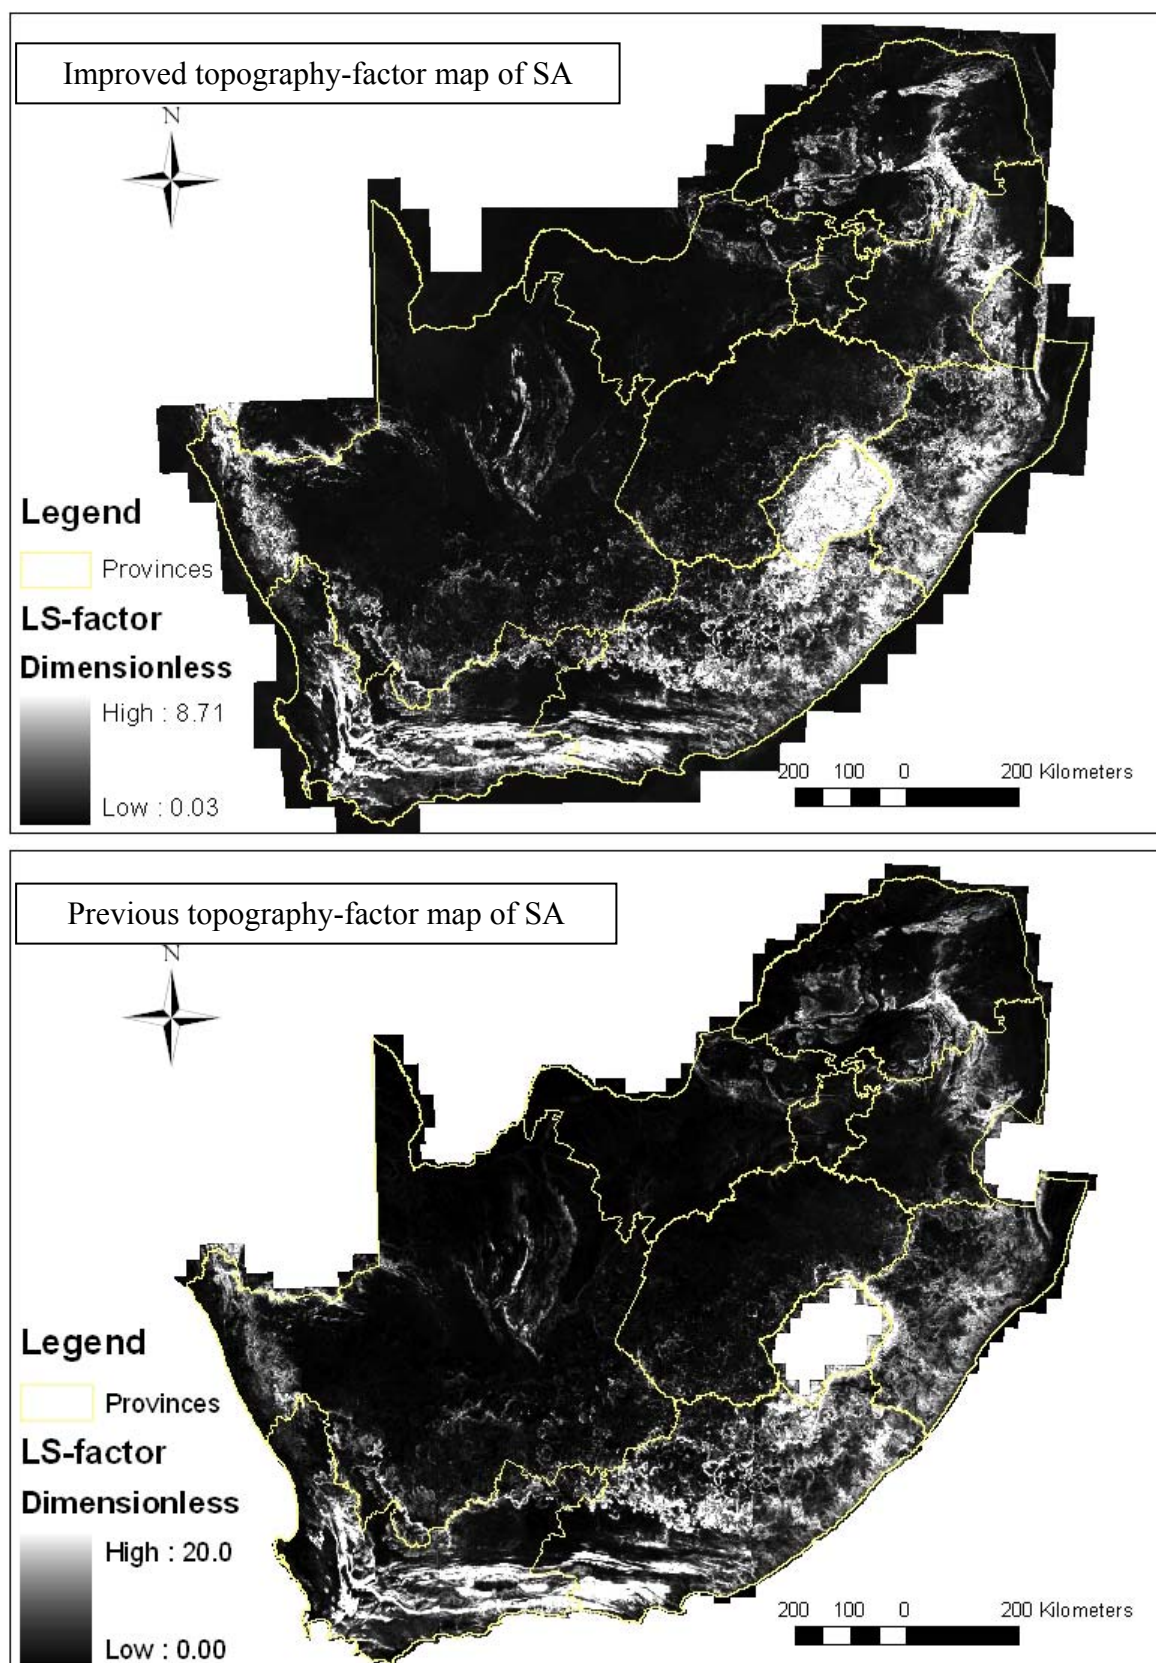 Improved topography-factor map of SA
N
Legend
Provinces
LS-factor
Dimensionless
High : 8.71
Low : 0.03
200 100 0 200 Kilometers
Previous topography-factor map of SA
N
Legend
Provinces
LS-factor
Dimensionless
High : 20.0
Low : 0.00
200 100 0 200 Kilometers